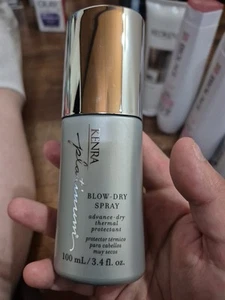 KENRA
platinum
BLOW-DRY
SPRAY
advance-dry
thermal
protectant
protector térmico
para cabellos
muy secos
100 mL/3.4 fl. oz.